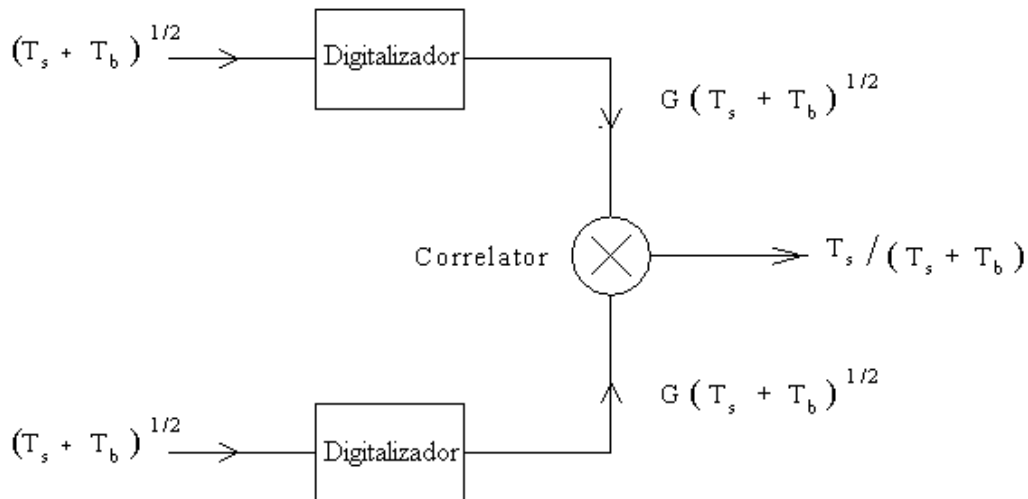 (T_s + T_b)^1/2
Digitalizador
G(T_s + T_b)^1/2
Correlator
T_s/(T_s + T_b)
G(T_s + T_b)^1/2
(T_s + T_b)^1/2
Digitalizador